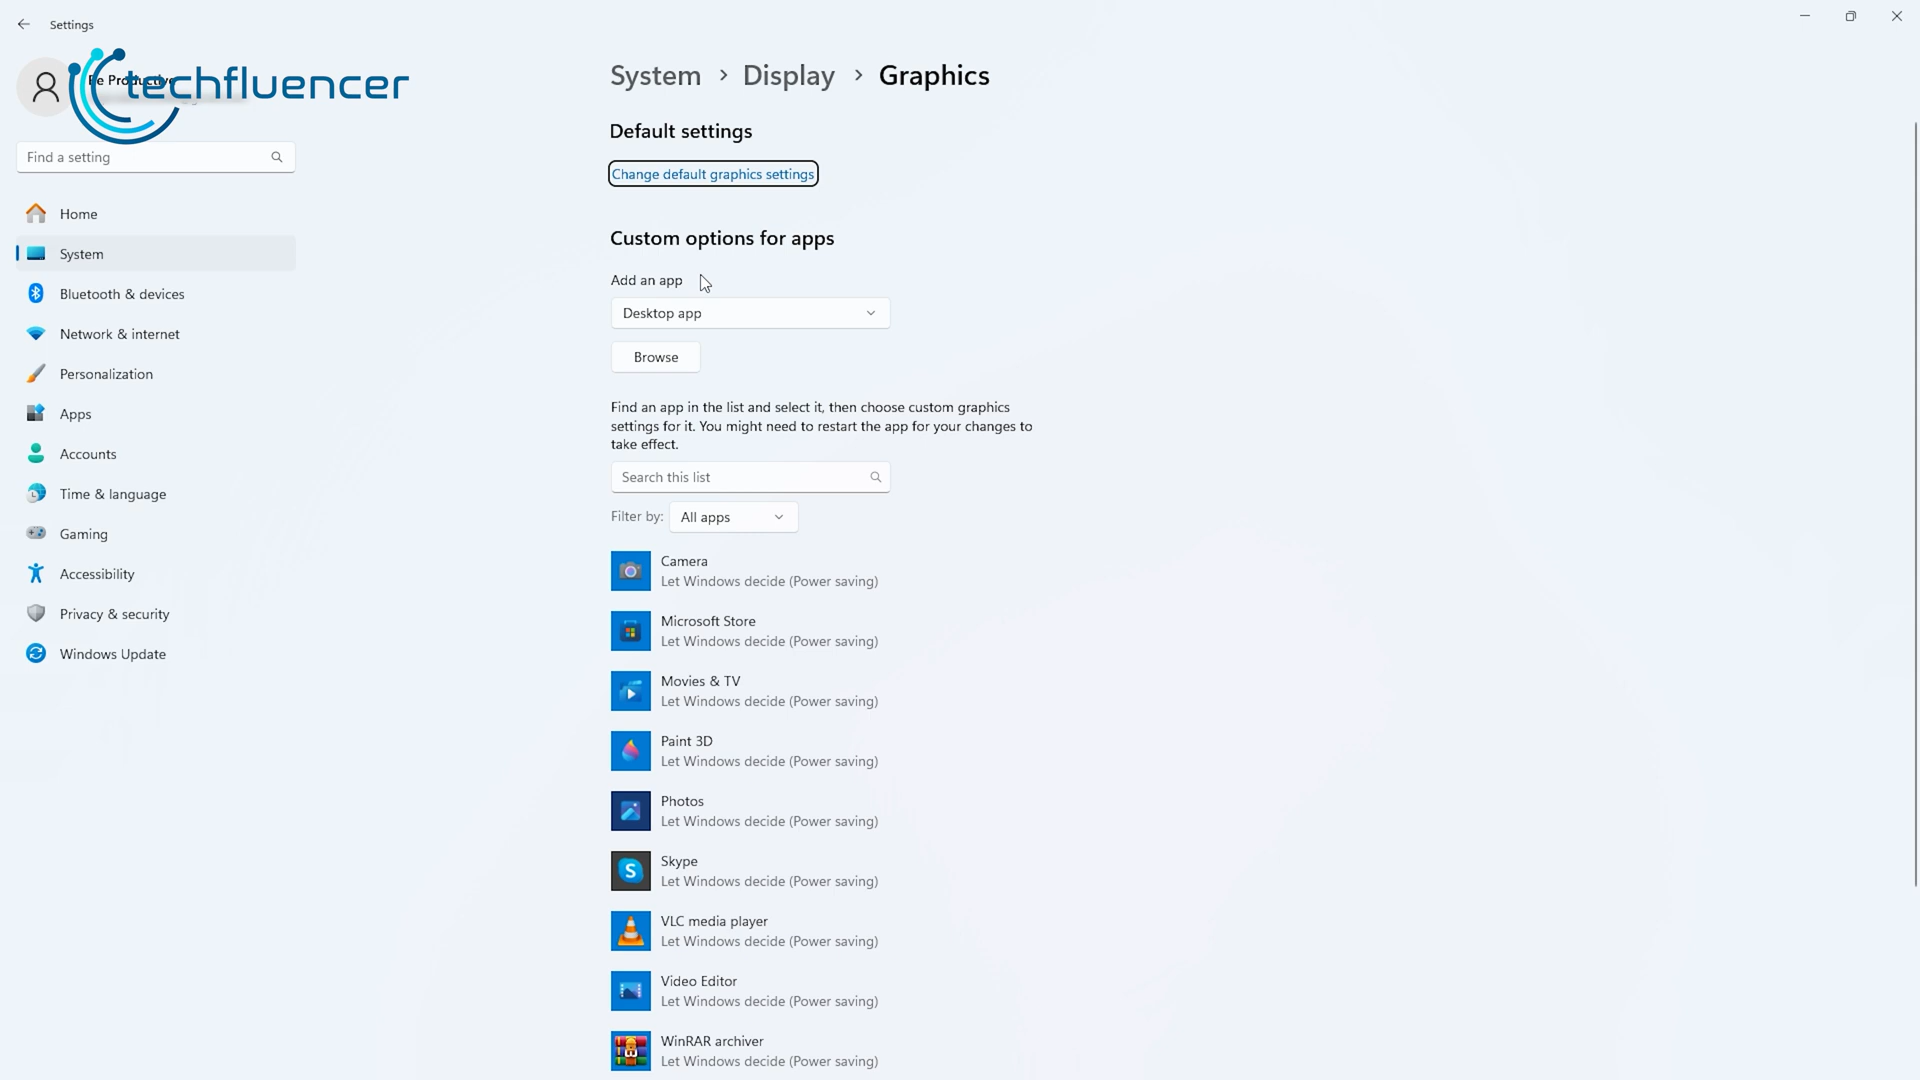 Settings
Be Productive
techfluencer
Find a setting
Home
System
Bluetooth & devices
Network & internet
Personalization
Apps
Accounts
Time & language
Gaming
Accessibility
Privacy & security
Windows Update
System > Display > Graphics
Default settings
Change default graphics settings
Custom options for apps
Add an app
Desktop app
Browse
Find an app in the list and select it, then choose custom graphics
settings for it. You might need to restart the app for your changes to
take effect.
Search this list
Filter by: All apps
Camera
Let Windows decide (Power saving)
Microsoft Store
Let Windows decide (Power saving)
Movies & TV
Let Windows decide (Power saving)
Paint 3D
Let Windows decide (Power saving)
Photos
Let Windows decide (Power saving)
Skype
Let Windows decide (Power saving)
VLC media player
Let Windows decide (Power saving)
Video Editor
Let Windows decide (Power saving)
WinRAR archiver
Let Windows decide (Power saving)